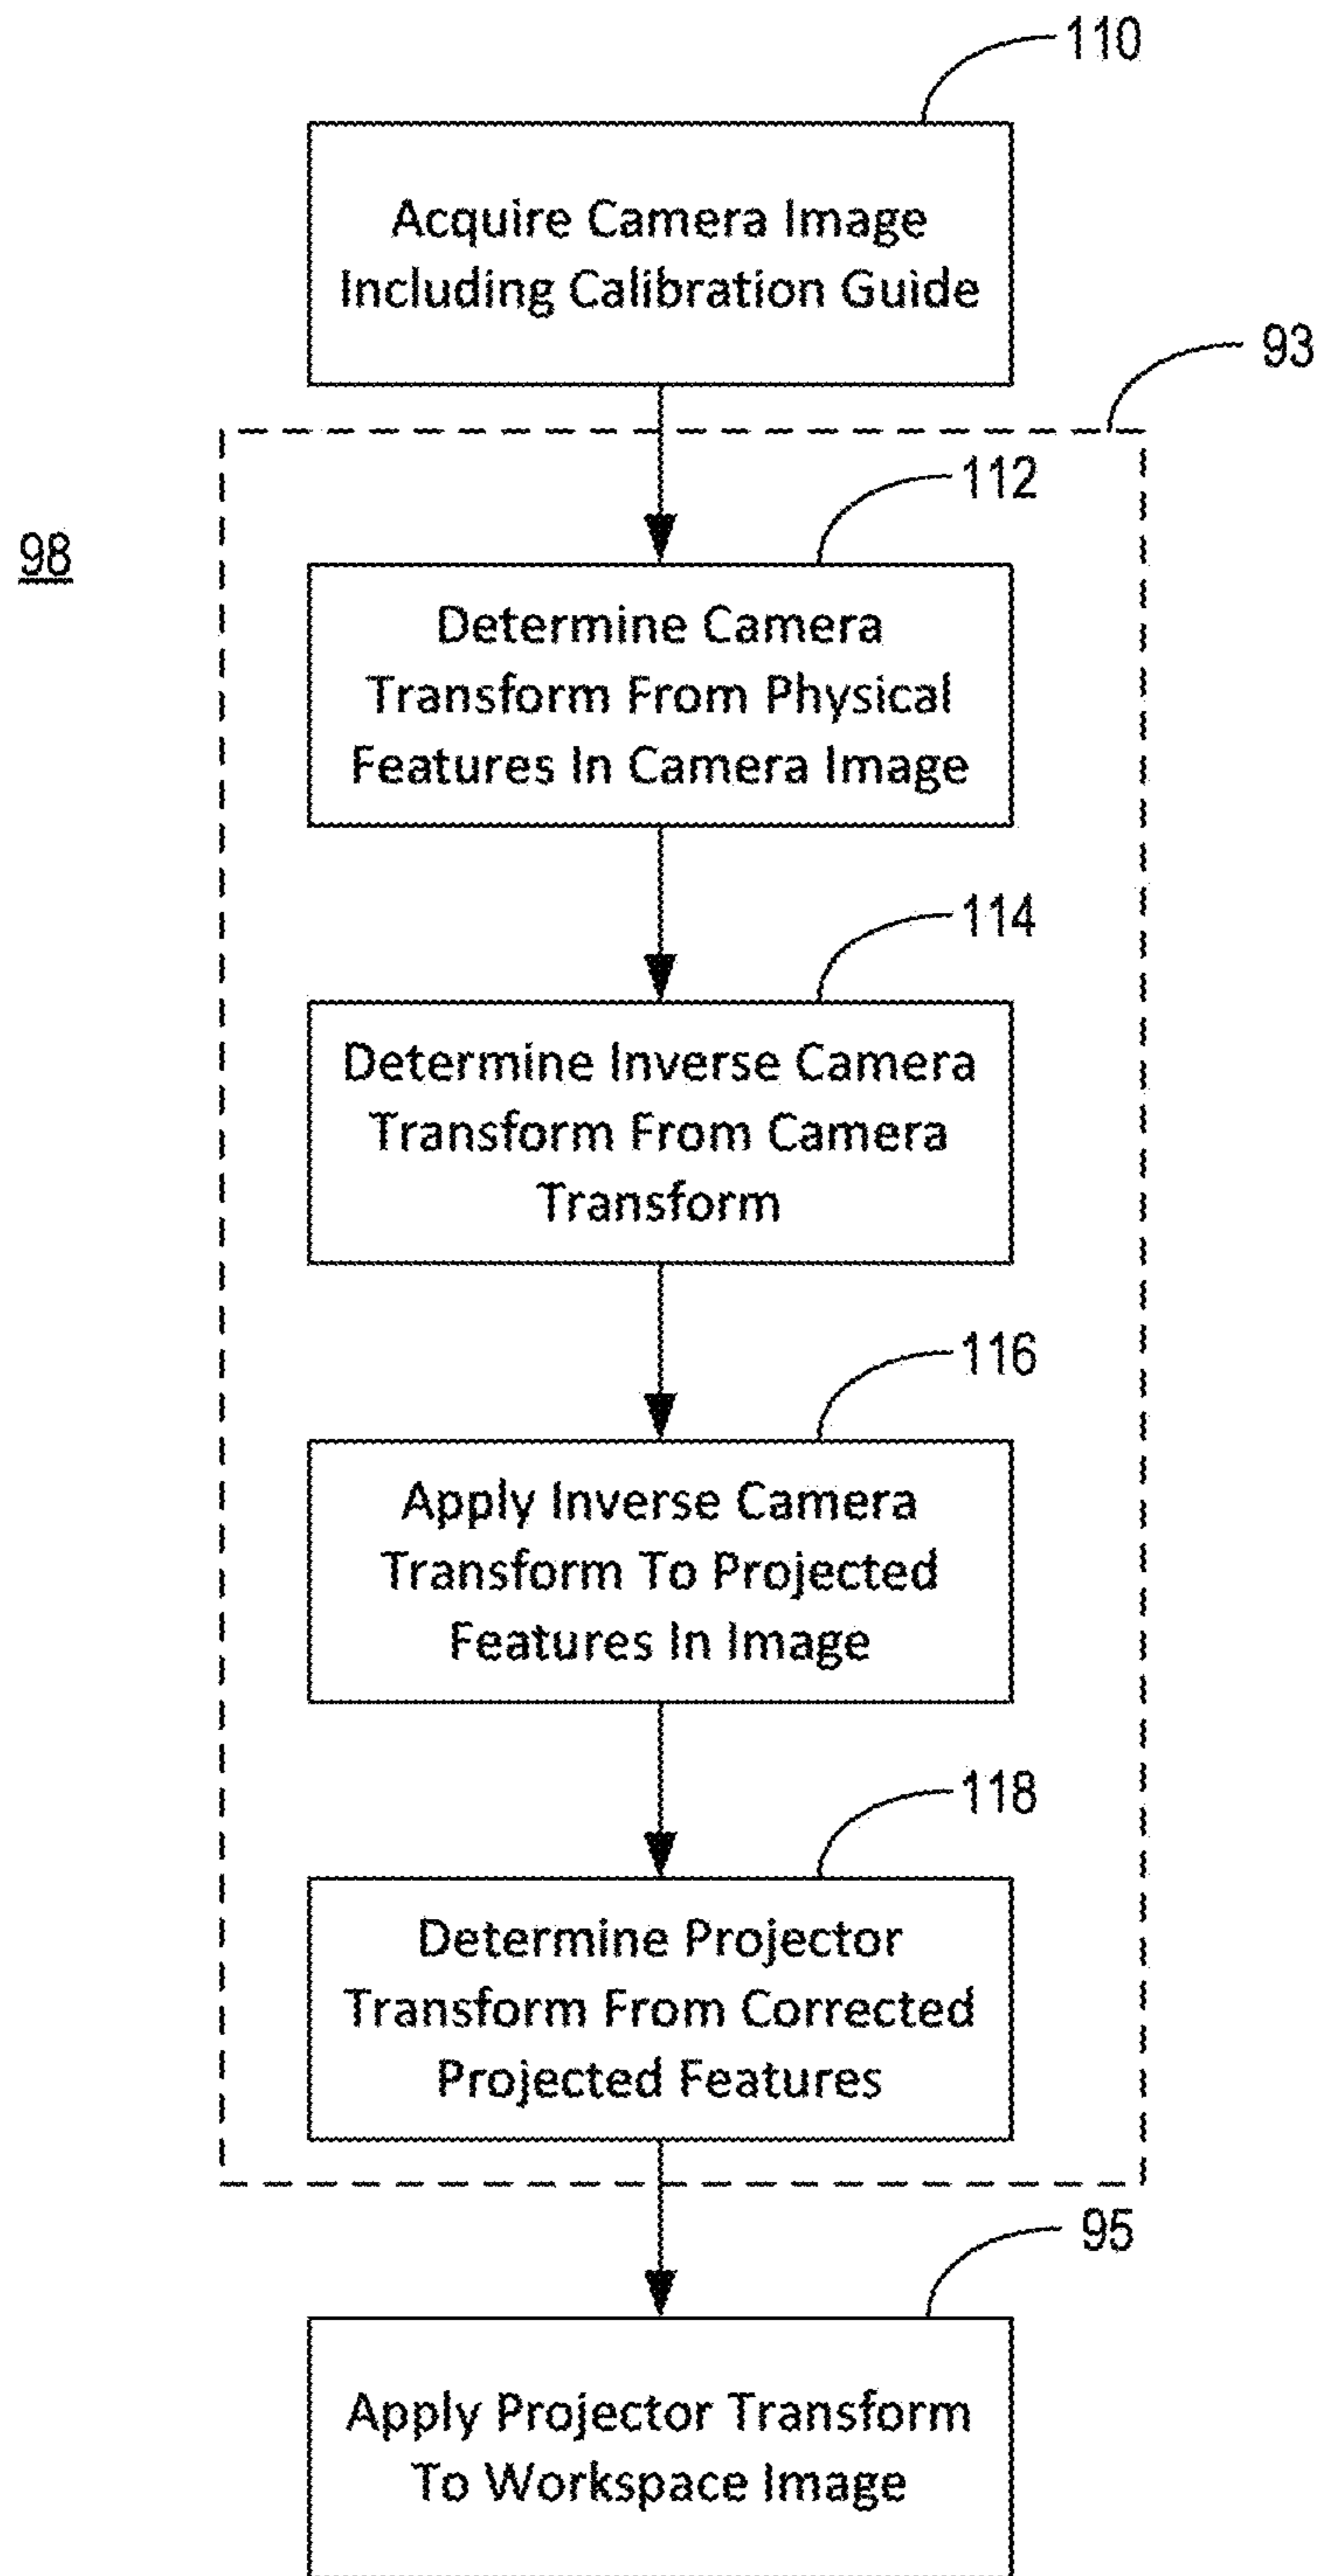 110
Acquire Camera Image
Including Calibration Guide
93
112
98
Determine Camera
Transform From Physical
Features In Camera Image
114
Determine Inverse Camera
Transform From Camera
Transform
116
Apply Inverse Camera
Transform To Projected
Features In Image
118
Determine Projector
Transform From Corrected
Projected Features
95
Apply Projector Transform
To Workspace Image